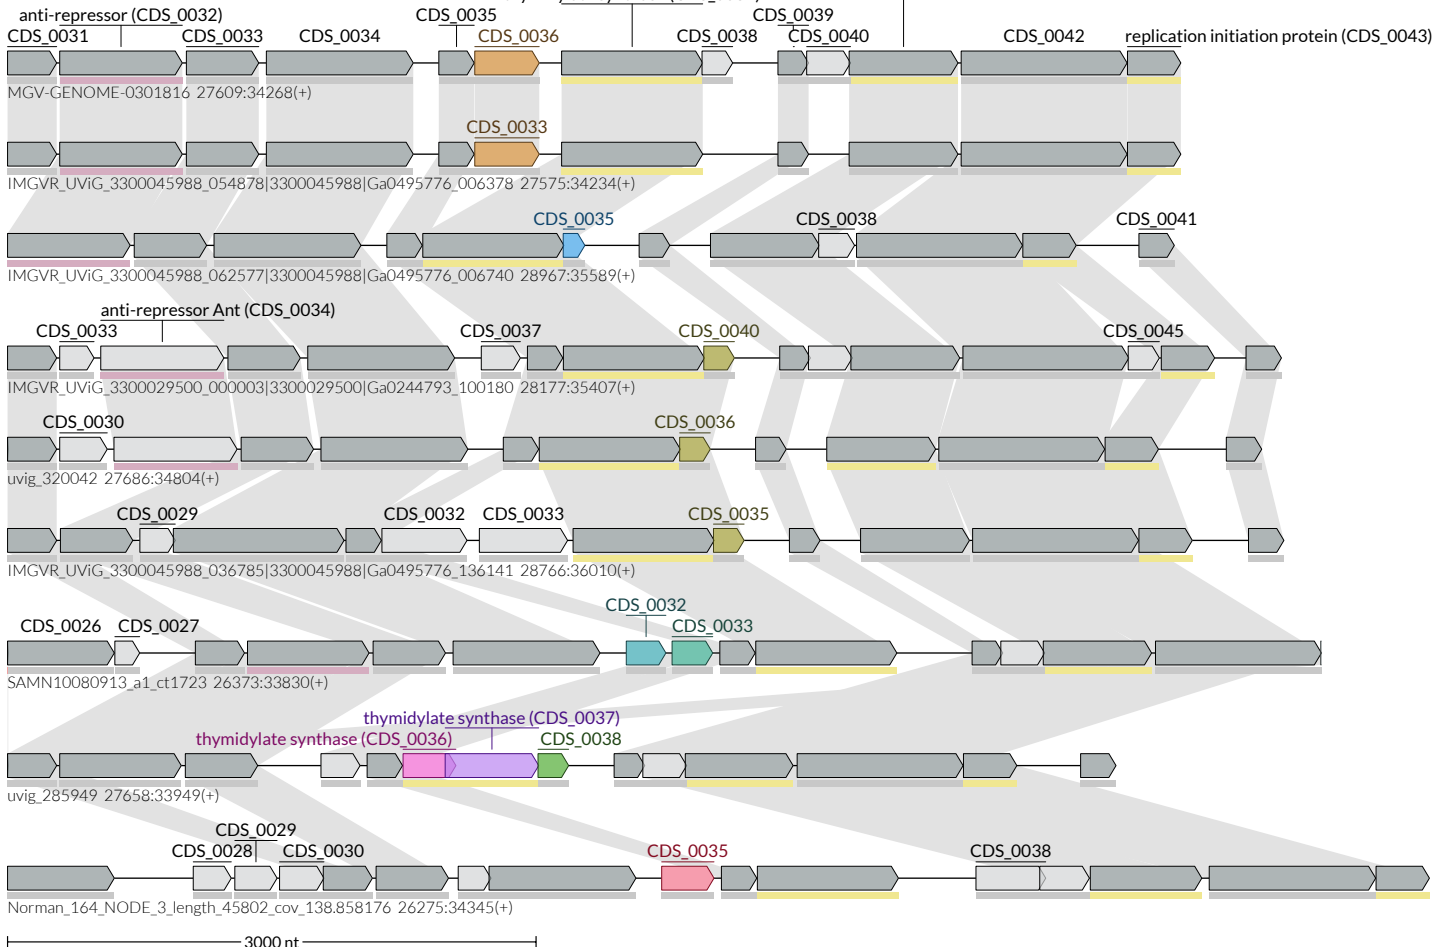 anti-repressor (CDS_0032) CDS_0035 CDS_0039
CDS_0031 CDS_0033 CDS_0034 CDS_0036 CDS_0038 CDS_0040 CDS_0042 replication initiation protein (CDS_0043)
MGV-GENOME-0301816 27609:34268(+)
CDS_0033
IMGVR_UViG_3300045988_054878|3300045988|Ga0495776_006378 27575:34234(+)
CDS_0035 CDS_0038 CDS_0041
IMGVR_UViG_3300045988_062577|3300045988|Ga0495776_006740 28967:35589(+)
anti-repressor Ant (CDS_0034)
CDS_0033 CDS_0037 CDS_0040 CDS_0045
IMGVR_UViG_3300029500_000003|3300029500|Ga0244793_100180 28177:35407(+)
CDS_0030 CDS_0036
uvig_320042 27686:34804(+)
CDS_0029 CDS_0032 CDS_0033 CDS_0035
IMGVR_UViG_3300045988_036785|3300045988|Ga0495776_136141 28766:36010(+)
CDS_0032
CDS_0026 CDS_0027 CDS_0033
SAMN10080913_a1_ct1723 26373:33830(+)
thymidylate synthase (CDS_0037)
thymidylate synthase (CDS_0036) CDS_0038
uvig_285949 27658:33949(+)
CDS_0029
CDS_0028 CDS_0030 CDS_0035 CDS_0038
Norman_164_NODE_3_length_45802_cov_138.858176 26275:34345(+)
3000 nt